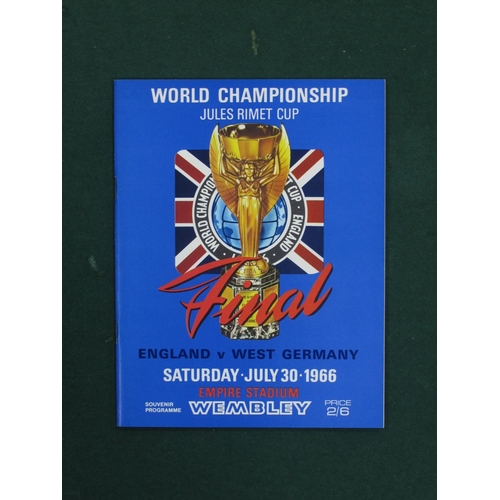 WORLD CHAMPIONSHIP
JULES RIMET CUP
WORLD CHAMPIONSHIP
CUP · ENGLAND
Final
ENGLAND v WEST GERMANY
SATURDAY · JULY 30 · 1966
EMPIRE STADIUM
SOUVENIR
PROGRAMME
WEMBLEY
PRICE
2/6